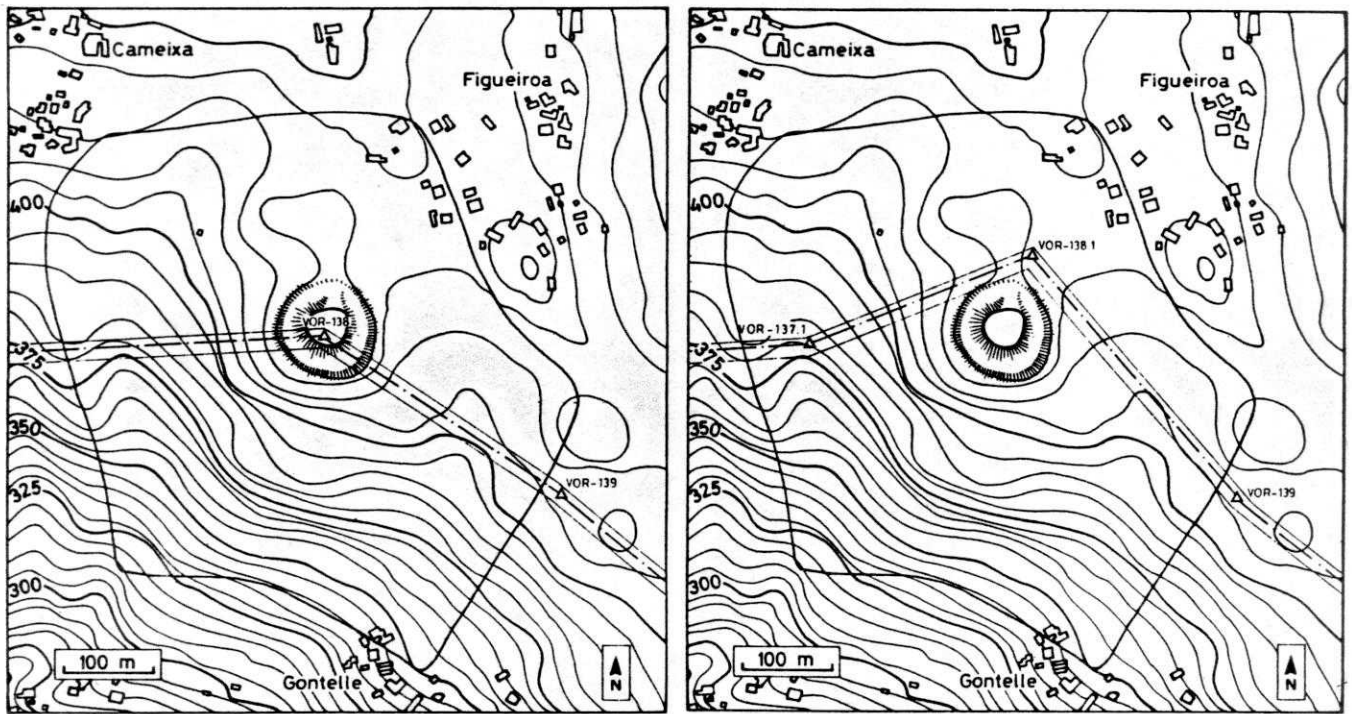 Cameixa
Figueiroa
400
VOR-138
375
350
VOR-139
325
300
100 m
Gontelle
N
Cameixa
Figueiroa
400
VOR-138.1
VOR-137.1
375
350
VOR-139
325
300
100 m
Gontelle
N